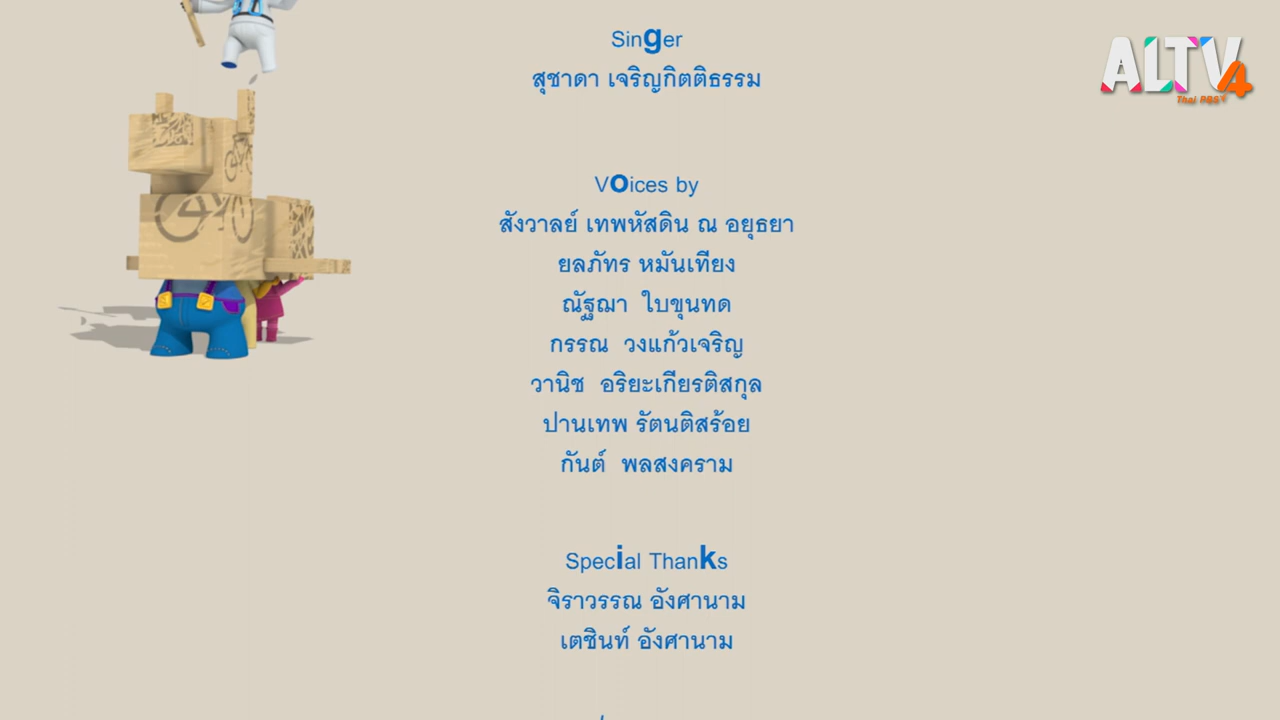 Singer
สุชาดา เจริญกิตติธรรม
ALTV4
Thai PBS
Voices by
สังวาลย์ เทพหัสดิน ณ อยุธยา
ยลภัทร หมันเทียง
ณัฐฌา ใบขุนทด
กรรณ วงแก้วเจริญ
วานิช อริยะเกียรติสกุล
ปานเทพ รัตนติสร้อย
กันต์ พลสงคราม
Special Thanks
จิราวรรณ อังศานาม
เตชินท์ อังศานาม